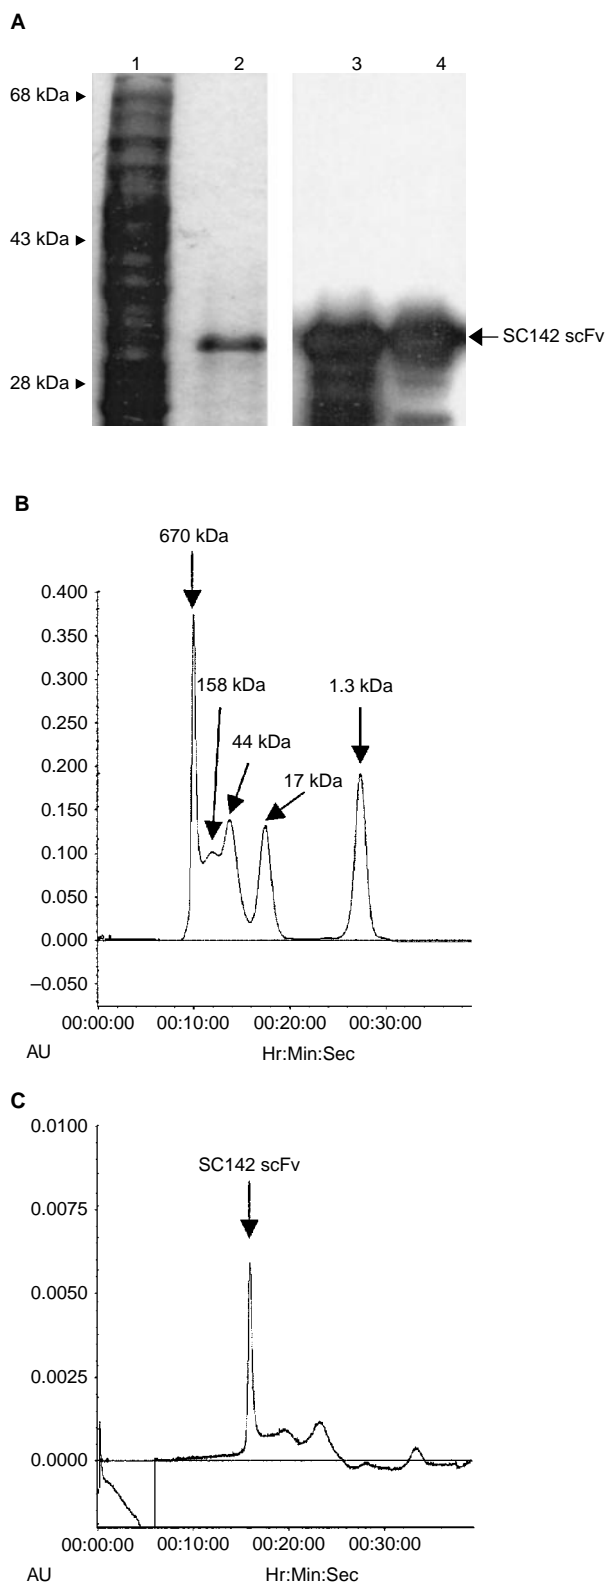 A
1 2 3 4
68 kDa
43 kDa
SC142 scFv
28 kDa
B
670 kDa
0.400
0.350
0.300
158 kDa 1.3 kDa
0.250
44 kDa
0.200
17 kDa
0.150
0.100
0.050
0.000
–0.050
00:00:00 00:10:00 00:20:00 00:30:00
AU Hr:Min:Sec
C
0.0100
SC142 scFv
0.0075
0.0050
0.0025
0.0000
00:00:00 00:10:00 00:20:00 00:30:00
AU Hr:Min:Sec